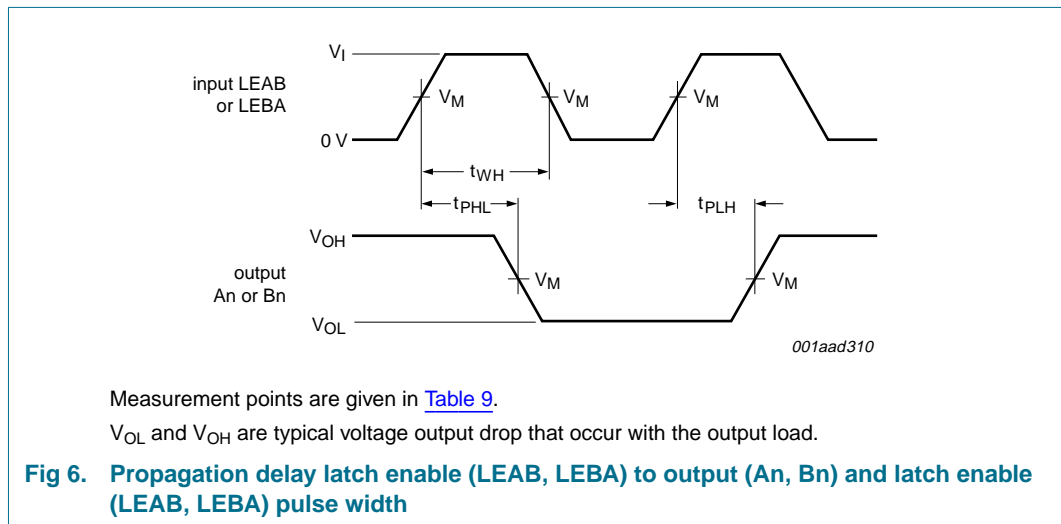 VI
input LEAB
or LEBA
VM
VM
VM
0 V
tWH
tPHL
tPLH
VOH
output
An or Bn
VM
VM
VOL
001aad310
Measurement points are given in Table 9.
VOL and VOH are typical voltage output drop that occur with the output load.
Fig 6. Propagation delay latch enable (LEAB, LEBA) to output (An, Bn) and latch enable
(LEAB, LEBA) pulse width